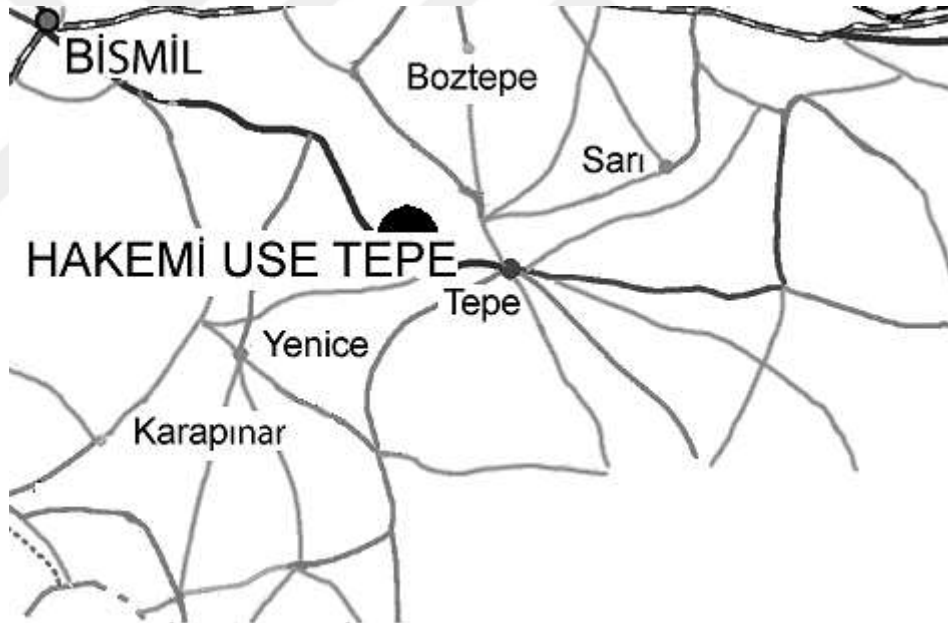 BİSMİL
Boztepe
Sarı
HAKEMİ USE TEPE
Tepe
Yenice
Karapınar